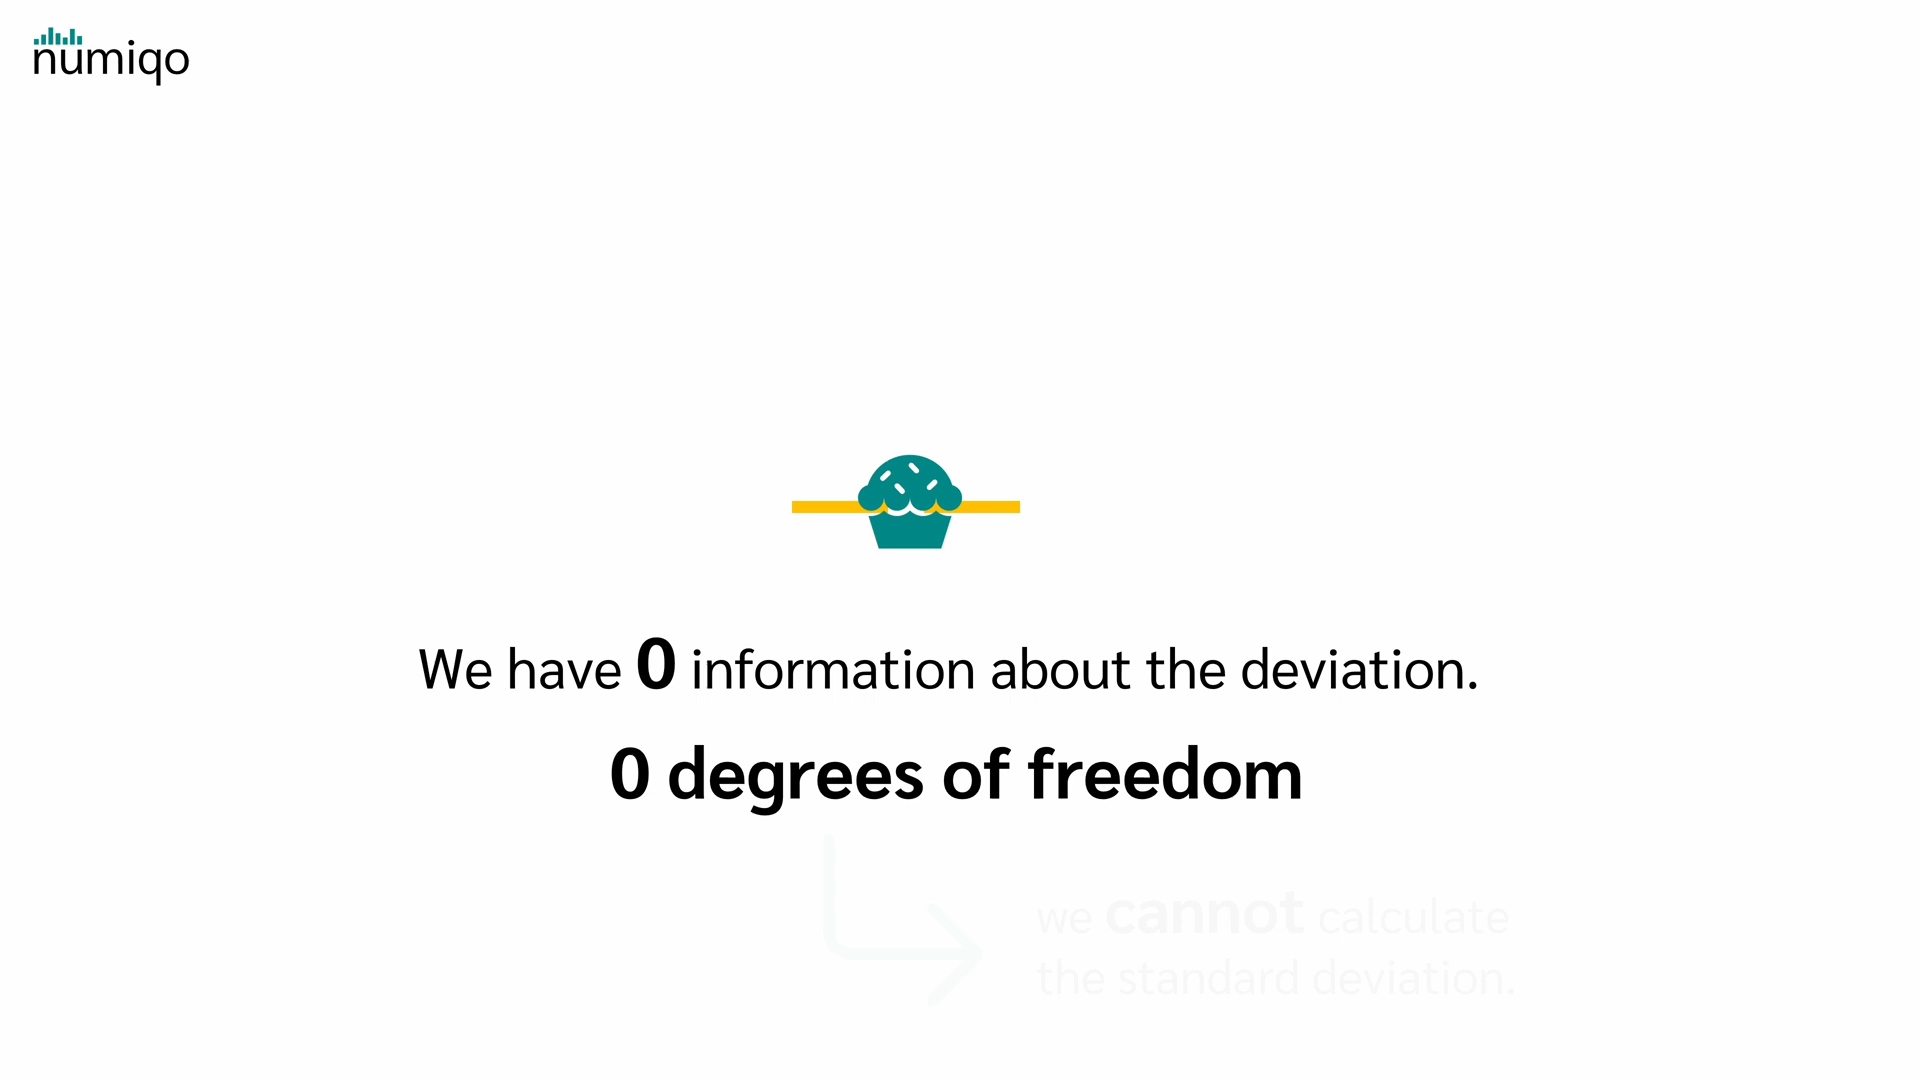 numiqo
We have 0 information about the deviation.
0 degrees of freedom
we cannot calculate
the standard deviation.